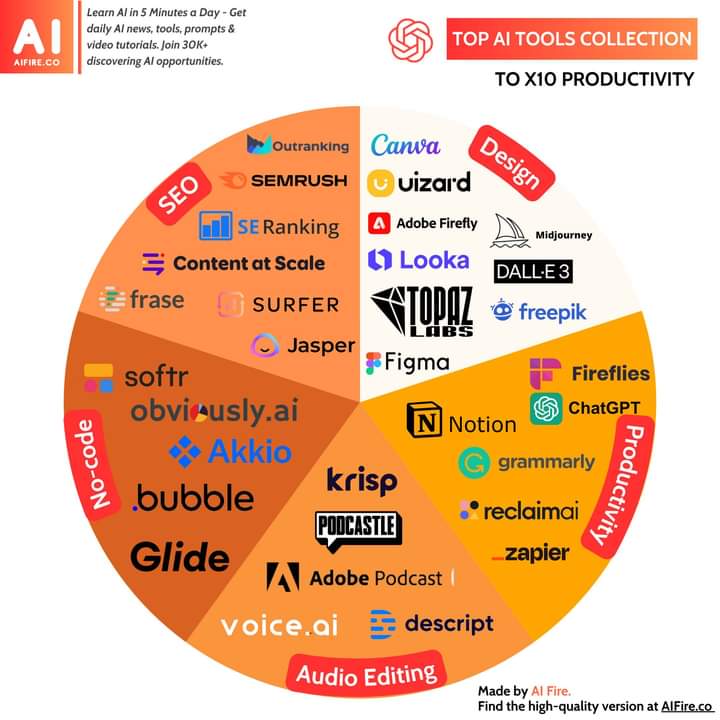 AI
AIFIRE.CO
Learn AI in 5 Minutes a Day - Get
daily AI news, tools, prompts &
video tutorials. Join 30K+
discovering AI opportunities.
TOP AI TOOLS COLLECTION
TO X10 PRODUCTIVITY
SEO
Outranking
SEMRUSH
SE Ranking
Content at Scale
frase
SURFER
Jasper
Design
Canva
uizard
Adobe Firefly
Midjourney
Looka
DALL·E 3
TOPAZ
LABS
freepik
Figma
No-code
softr
obviously.ai
Akkio
.bubble
Glide
Productivity
Fireflies
ChatGPT
Notion
grammarly
reclaimai
_zapier
krisp
PODCASTLE
Adobe Podcast
voice.ai
descript
Audio Editing
Made by AI Fire.
Find the high-quality version at AIFire.co